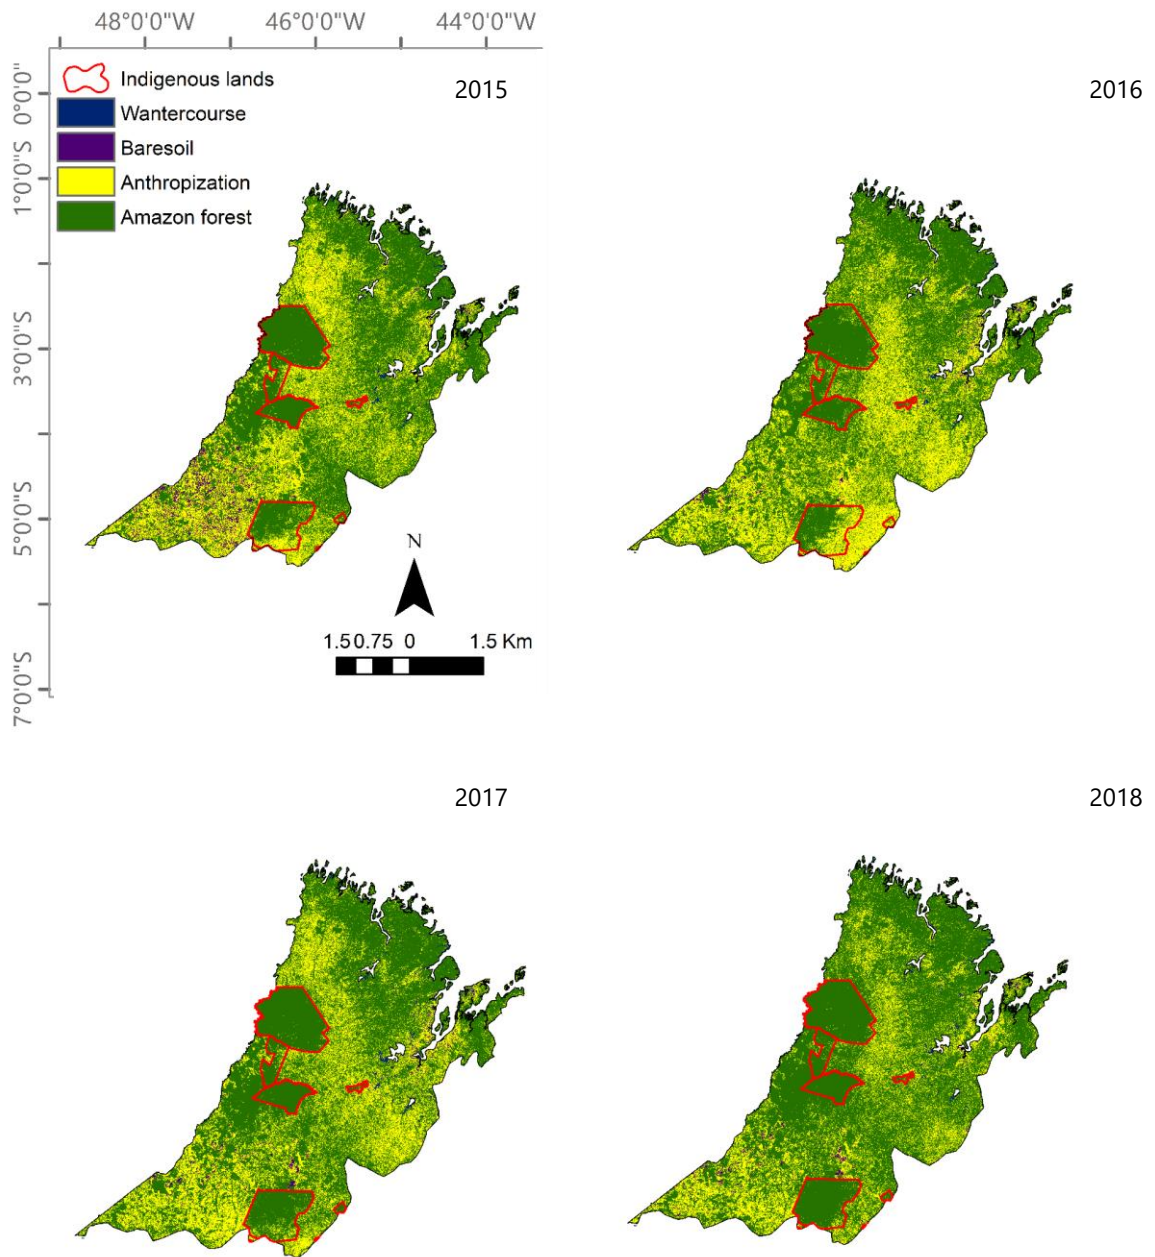 48°0'0"W 46°0'0"W 44°0'0"W
0°0'0"
1°0'0"S
3°0'0"S
5°0'0"S
7°0'0"S
Indigenous lands
Wantercourse
Baresoil
Anthropization
Amazon forest
2015
2016
N
1.5 0.75 0 1.5 Km
2017
2018